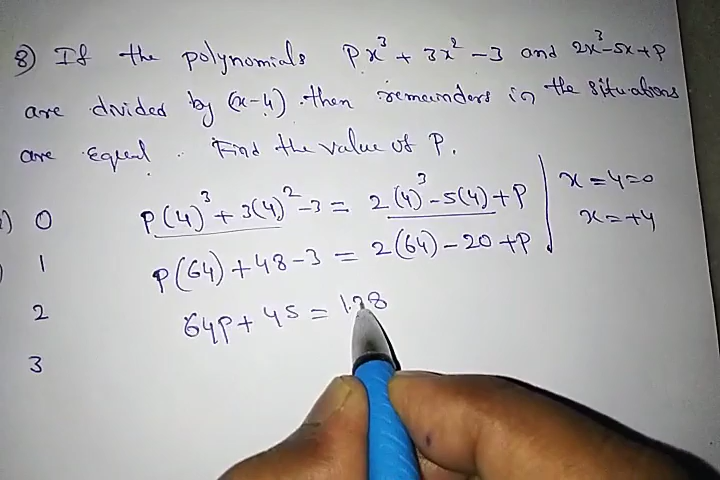 8) If the polynomials Px³ + 3x² - 3 and 2x³ - 5x + P
are divided by (x-4). then remainders in the situations
are equal. Find the value of P.
) 0 P(4)³ + 3(4)² - 3 = 2(4)³ - 5(4) + P x = 4 = 0
) 1 P(64) + 48 - 3 = 2(64) - 20 + P x = +4
2 64P + 45 = 128
3